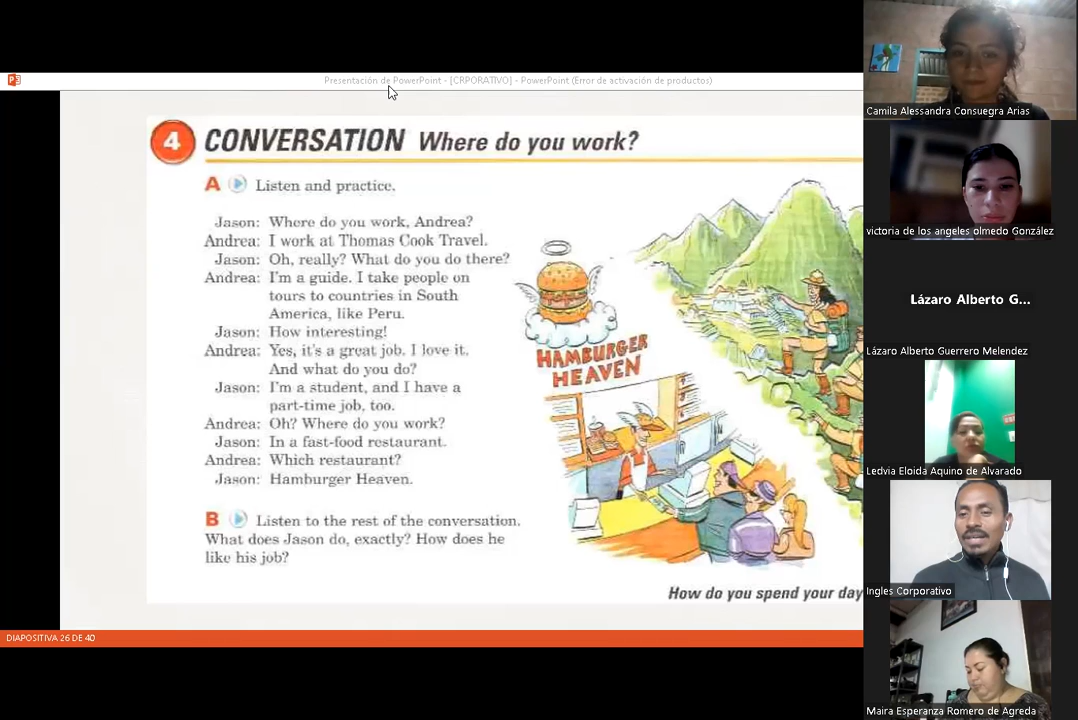 Presentación de PowerPoint - [CRPORATIVO] - PowerPoint (Error de activación de productos)
4 CONVERSATION Where do you work?
A Listen and practice.
Jason: Where do you work, Andrea?
Andrea: I work at Thomas Cook Travel.
Jason: Oh, really? What do you do there?
Andrea: I'm a guide. I take people on
tours to countries in South
America, like Peru.
Jason: How interesting!
Andrea: Yes, it's a great job. I love it.
And what do you do?
Jason: I'm a student, and I have a
part-time job, too.
Andrea: Oh? Where do you work?
Jason: In a fast-food restaurant.
Andrea: Which restaurant?
Jason: Hamburger Heaven.
B Listen to the rest of the conversation.
What does Jason do, exactly? How does he
like his job?
HAMBURGER
HEAVEN
How do you spend your day
DIAPOSITIVA 26 DE 40
Camila Alessandra Consuegra Arias
victoria de los angeles olmedo González
Lázaro Alberto G...
Lázaro Alberto Guerrero Melendez
Ledvia Eloida Aquino de Alvarado
Ingles Corporativo
Maira Esperanza Romero de Agreda